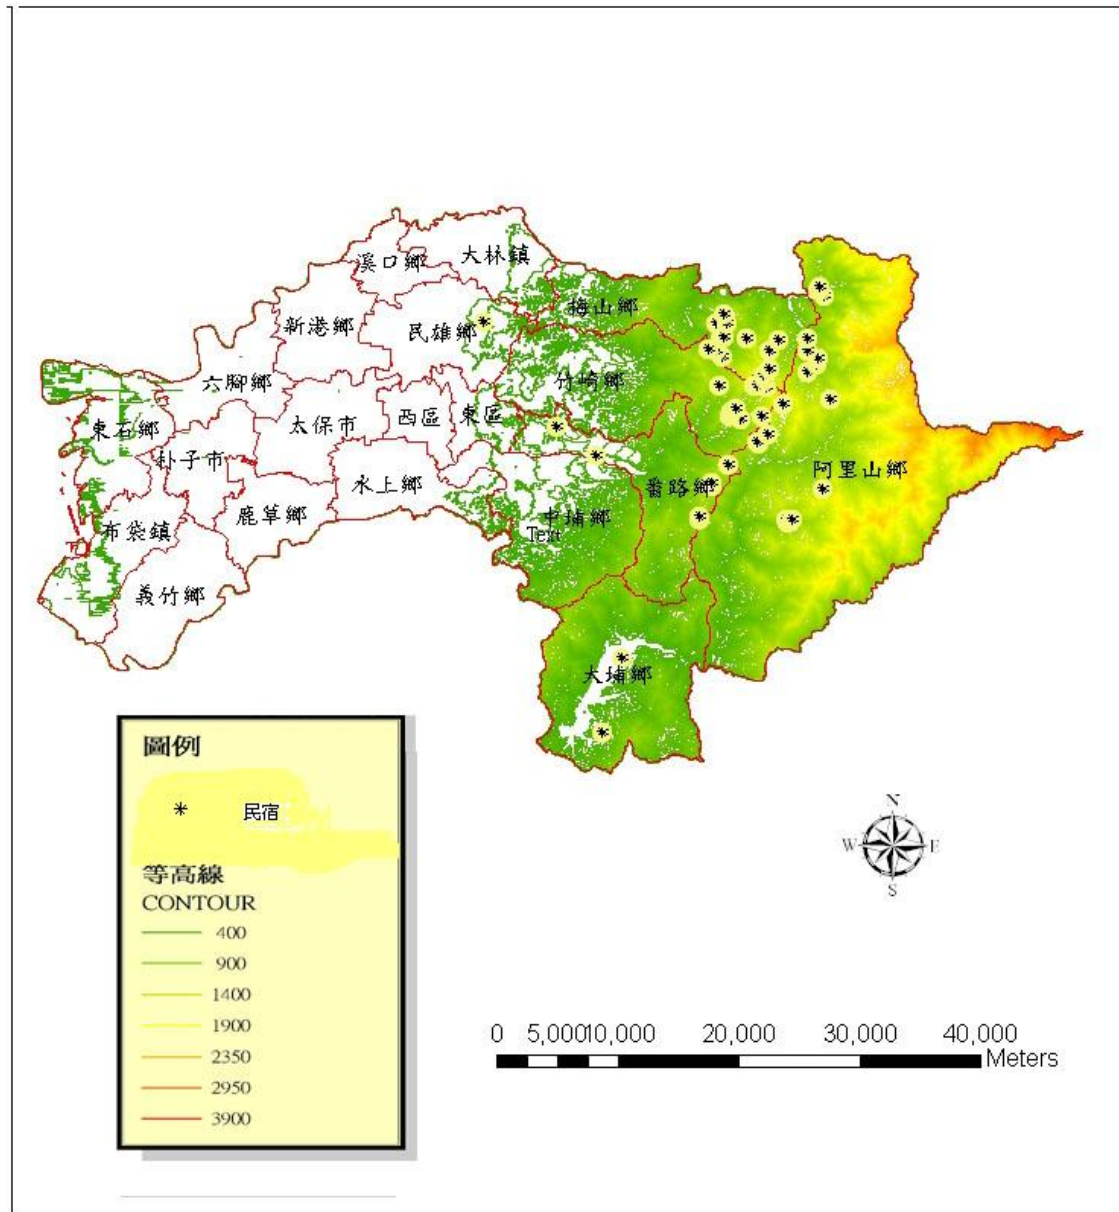 大林鎮
溪口鄉
梅山鄉
新港鄉
民雄鄉
竹崎鄉
六腳鄉
太保市
西區
東區
東石鄉
朴子市
阿里山鄉
水上鄉
番路鄉
鹿草鄉
中埔鄉
布袋鎮
Text
義竹鄉
大埔鄉
圖例
* 民宿
等高線
CONTOUR
400
900
1400
1900
2350
2950
3900
N
W E
S
0 5,000 10,000 20,000 30,000 40,000
Meters